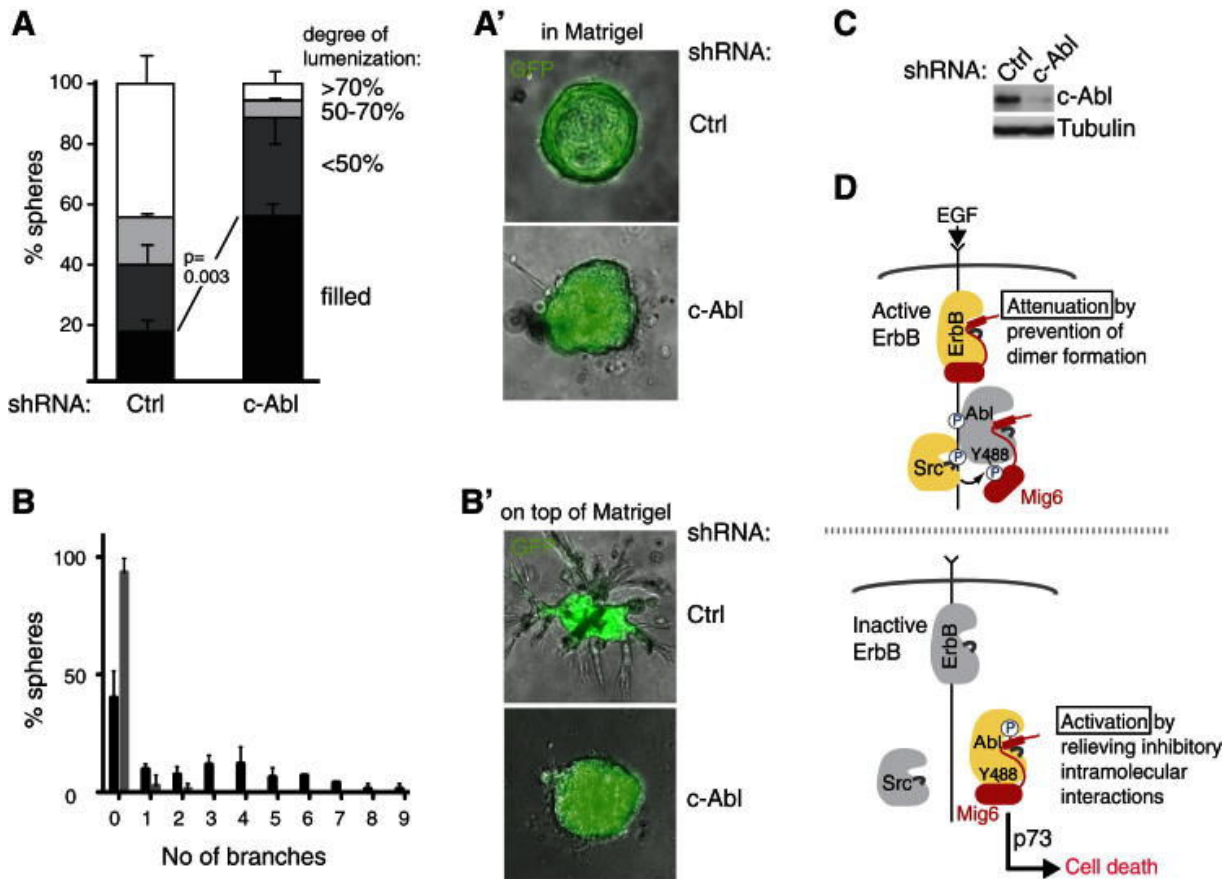 A
degree of
lumenization:
100
>70%
50-70%
80
<50%
60
% spheres
40
p=
0.003
filled
20
shRNA:
Ctrl
c-Abl
A'
in Matrigel
shRNA:
GFP
Ctrl
c-Abl
B
100
% spheres
50
0
0 1 2 3 4 5 6 7 8 9
No of branches
B'
on top of Matrigel
shRNA:
GFP
Ctrl
c-Abl
C
shRNA: Ctrl c-Abl
c-Abl
Tubulin
D
EGF
Active
ErbB
ErbB
Attenuation by
prevention of
dimer formation
P
Abl
Src
P
Y488
P
Mig6
Inactive
ErbB
ErbB
P
Abl
Y488
Src
Mig6
Activation by
relieving inhibitory
intramolecular
interactions
p73
Cell death